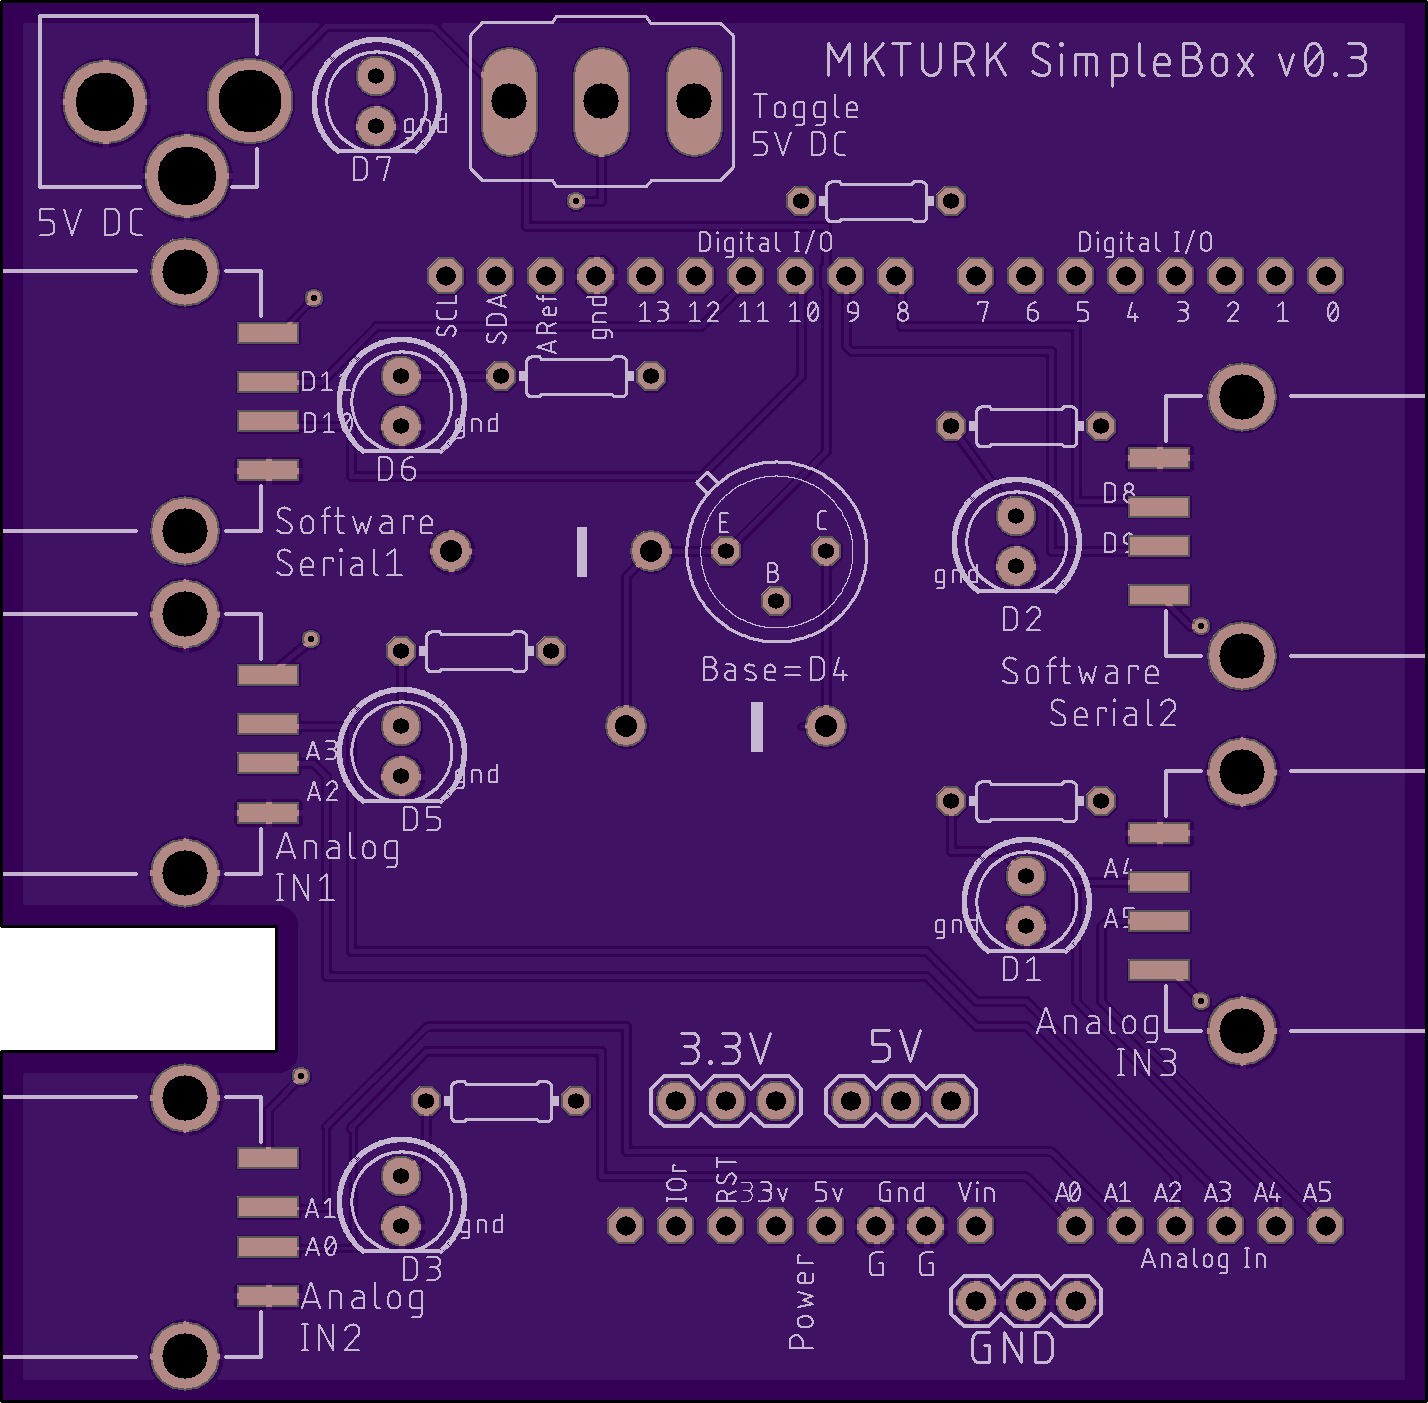 MKTURK SimpleBox v0.3
Toggle
5V DC
gnd
D7
5V DC
Digital I/O
Digital I/O
SCL
SDA
ARef
gnd
13
12
11
10
9
8
7
6
5
4
3
2
1
0
D11
D10
gnd
D6
Software
Serial1
E
C
B
Base=D4
D8
D9
gnd
D2
Software
Serial2
A3
A2
gnd
D5
Analog
IN1
A4
A5
gnd
D1
Analog
IN3
3.3V
5V
IOr
RST
33v
5v
Gnd
Vin
A0
A1
A2
A3
A4
A5
A1
A0
gnd
D3
Analog
IN2
Power
G
G
Analog In
GND